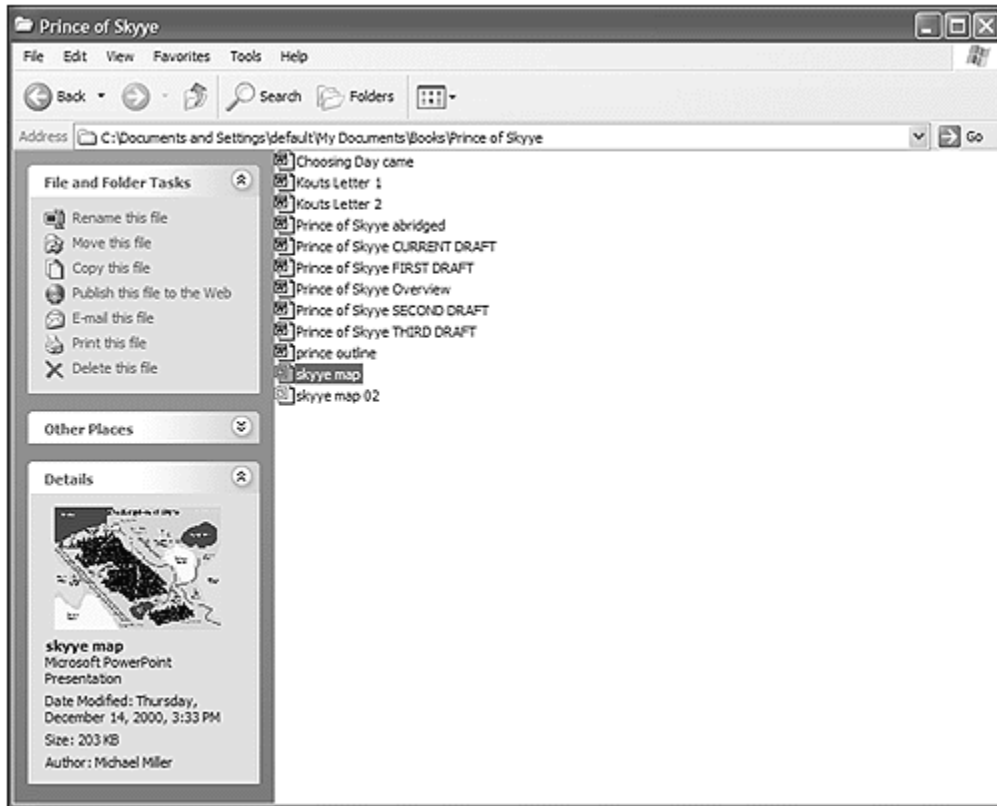 Prince of Skyye
File Edit View Favorites Tools Help
Back Search Folders
Address C:\Documents and Settings\default\My Documents\Books\Prince of Skyye Go
File and Folder Tasks
Rename this file
Move this file
Copy this file
Publish this file to the Web
E-mail this file
Print this file
Delete this file
Other Places
Details
skyye map
Microsoft PowerPoint
Presentation
Date Modified: Thursday,
December 14, 2000, 3:33 PM
Size: 203 KB
Author: Michael Miller
Choosing Day came
Kouts Letter 1
Kouts Letter 2
Prince of Skyye abridged
Prince of Skyye CURRENT DRAFT
Prince of Skyye FIRST DRAFT
Prince of Skyye Overview
Prince of Skyye SECOND DRAFT
Prince of Skyye THIRD DRAFT
prince outline
skyye map
skyye map 02